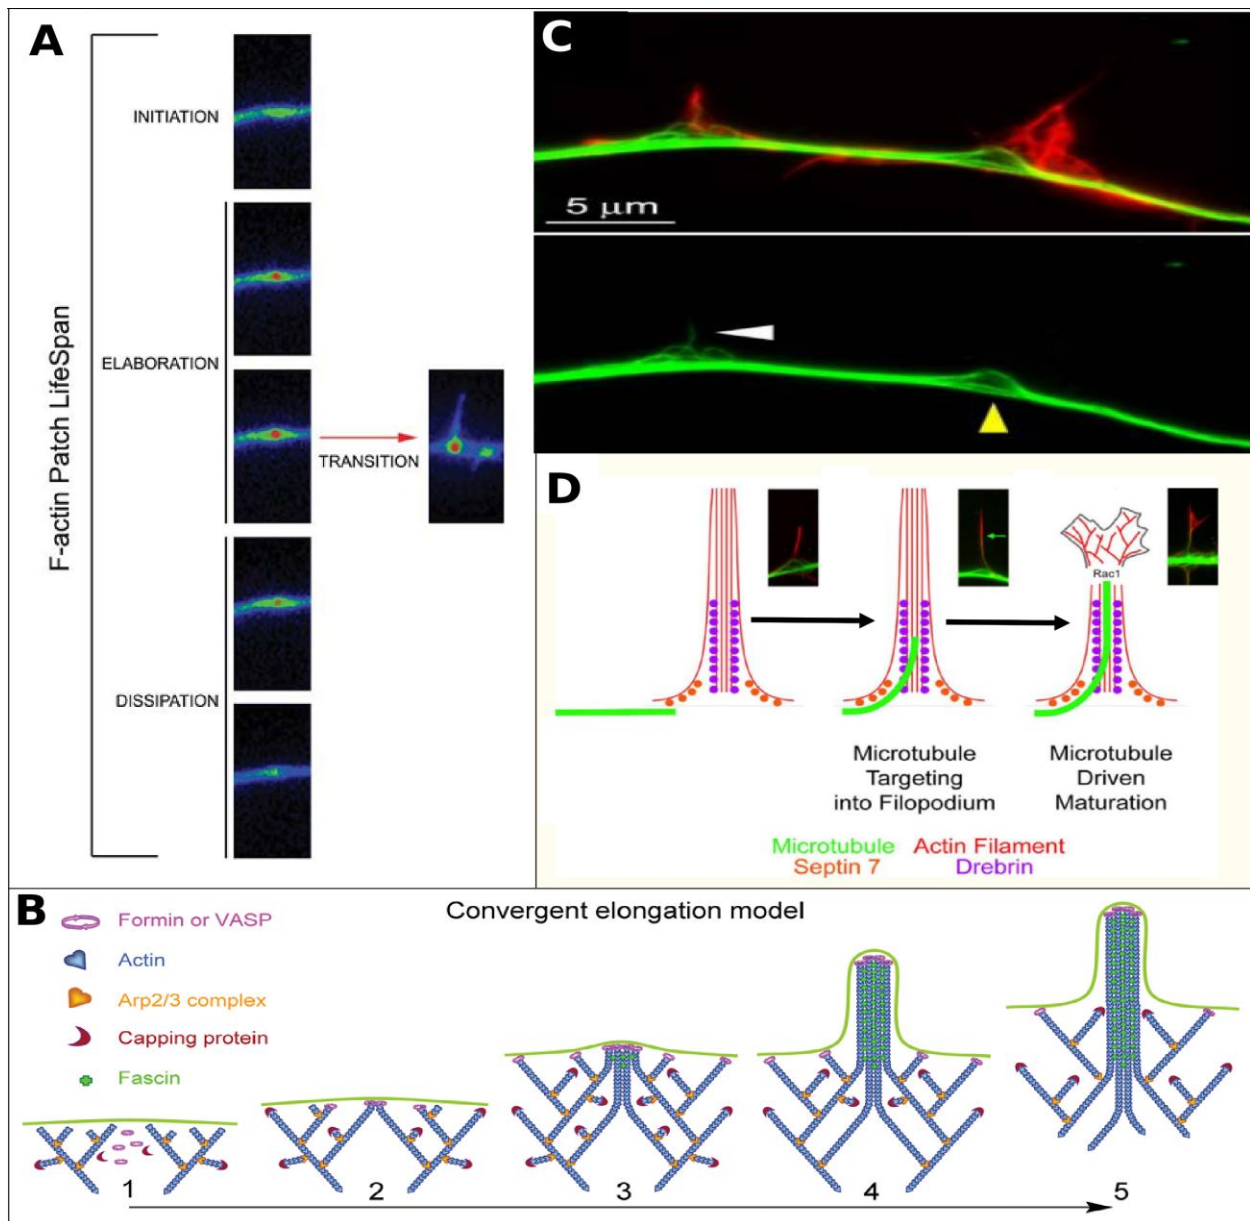 A
F-actin Patch LifeSpan
INITIATION
ELABORATION
TRANSITION
DISSIPATION
C
5 μm
D
Rac1
Microtubule
Targeting
into Filopodium
Microtubule
Driven
Maturation
Microtubule Actin Filament
Septin 7 Drebrin
B
Convergent elongation model
Formin or VASP
Actin
Arp2/3 complex
Capping protein
Fascin
1 2 3 4 5